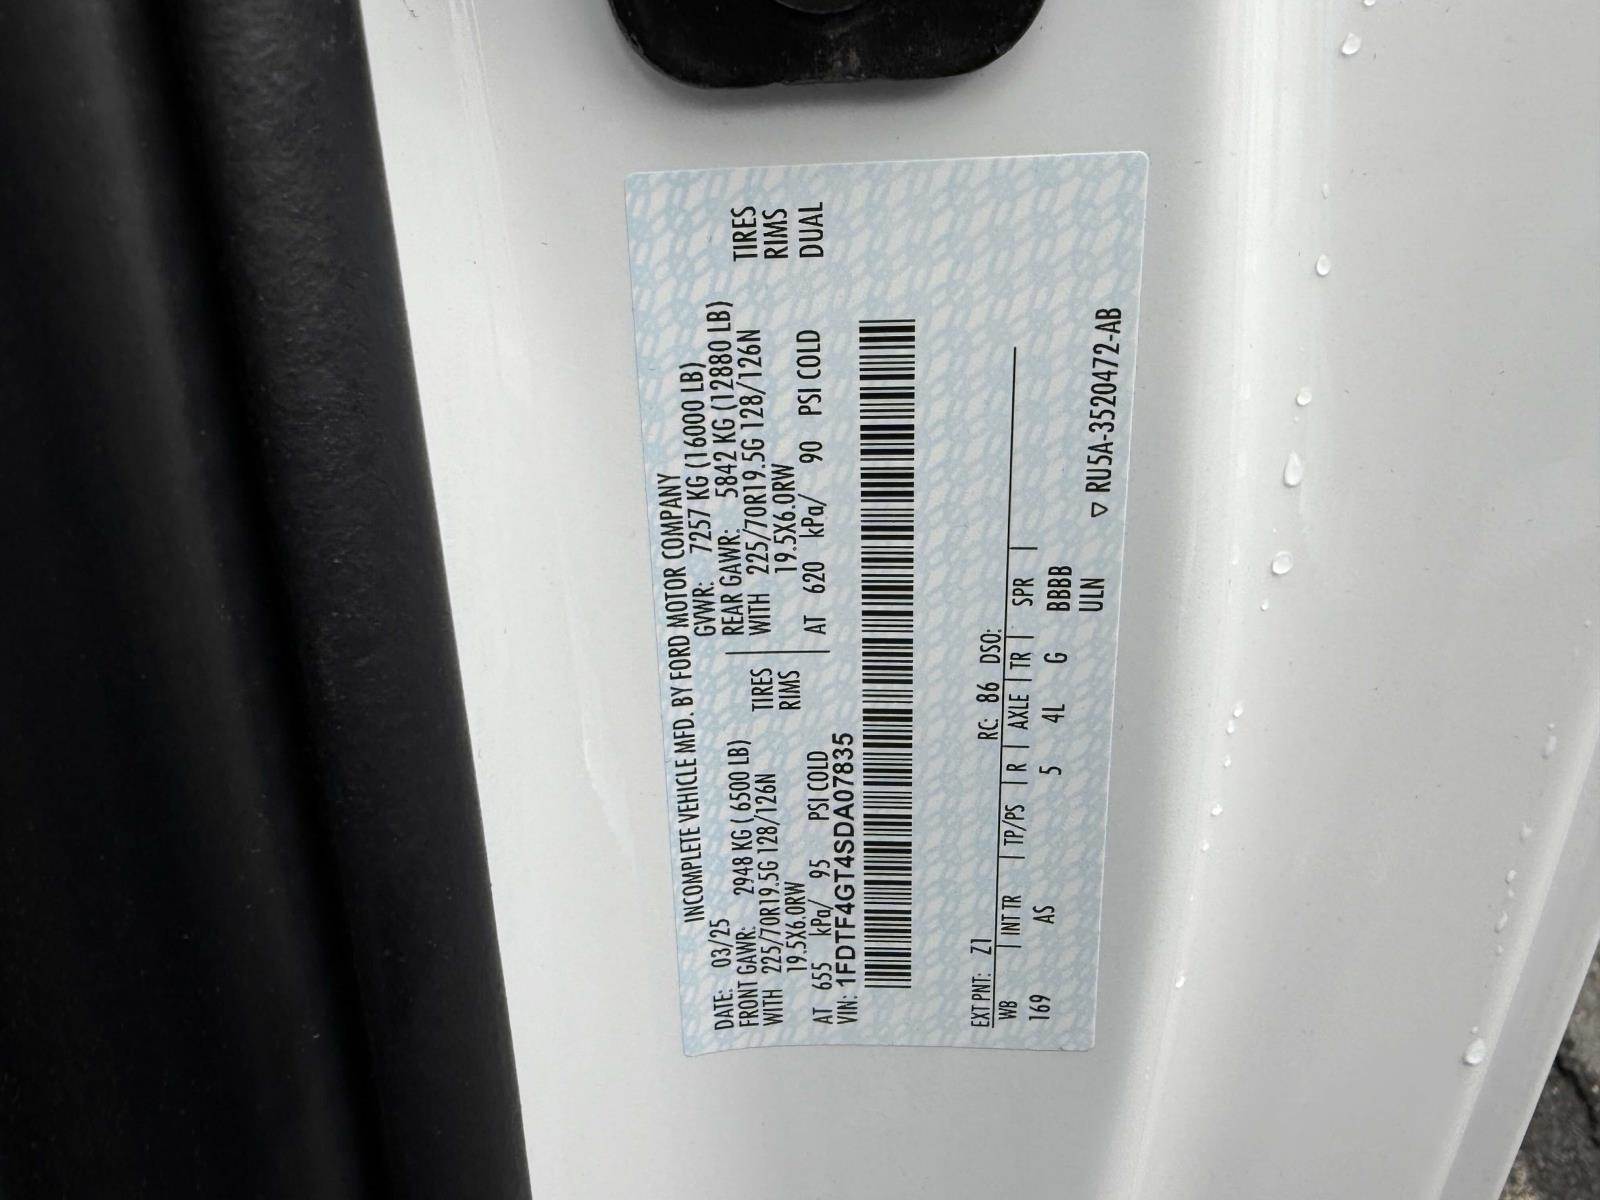 INCOMPLETE VEHICLE MFD. BY FORD MOTOR COMPANY
DATE: 03/25 GVWR: 7257 KG (16000 LB)
FRONT GAWR: 2948 KG ( 6500 LB) REAR GAWR: 5842 KG (12880 LB)
WITH 225/70R19.5G 128/126N TIRES WITH 225/70R19.5G 128/126N TIRES
19.5X6.0RW RIMS 19.5X6.0RW RIMS
AT 655 kPa/ 95 PSI COLD AT 620 kPa/ 90 PSI COLD DUAL
VIN: 1FDTF4GT4SDA07835
EXT PNT: Z1 RC: 86 DSO:
WB | INT TR | TP/PS | R | AXLE | TR | SPR |
169 AS 5 4L G BBBB
ULN
▽ RU5A-3520472-AB